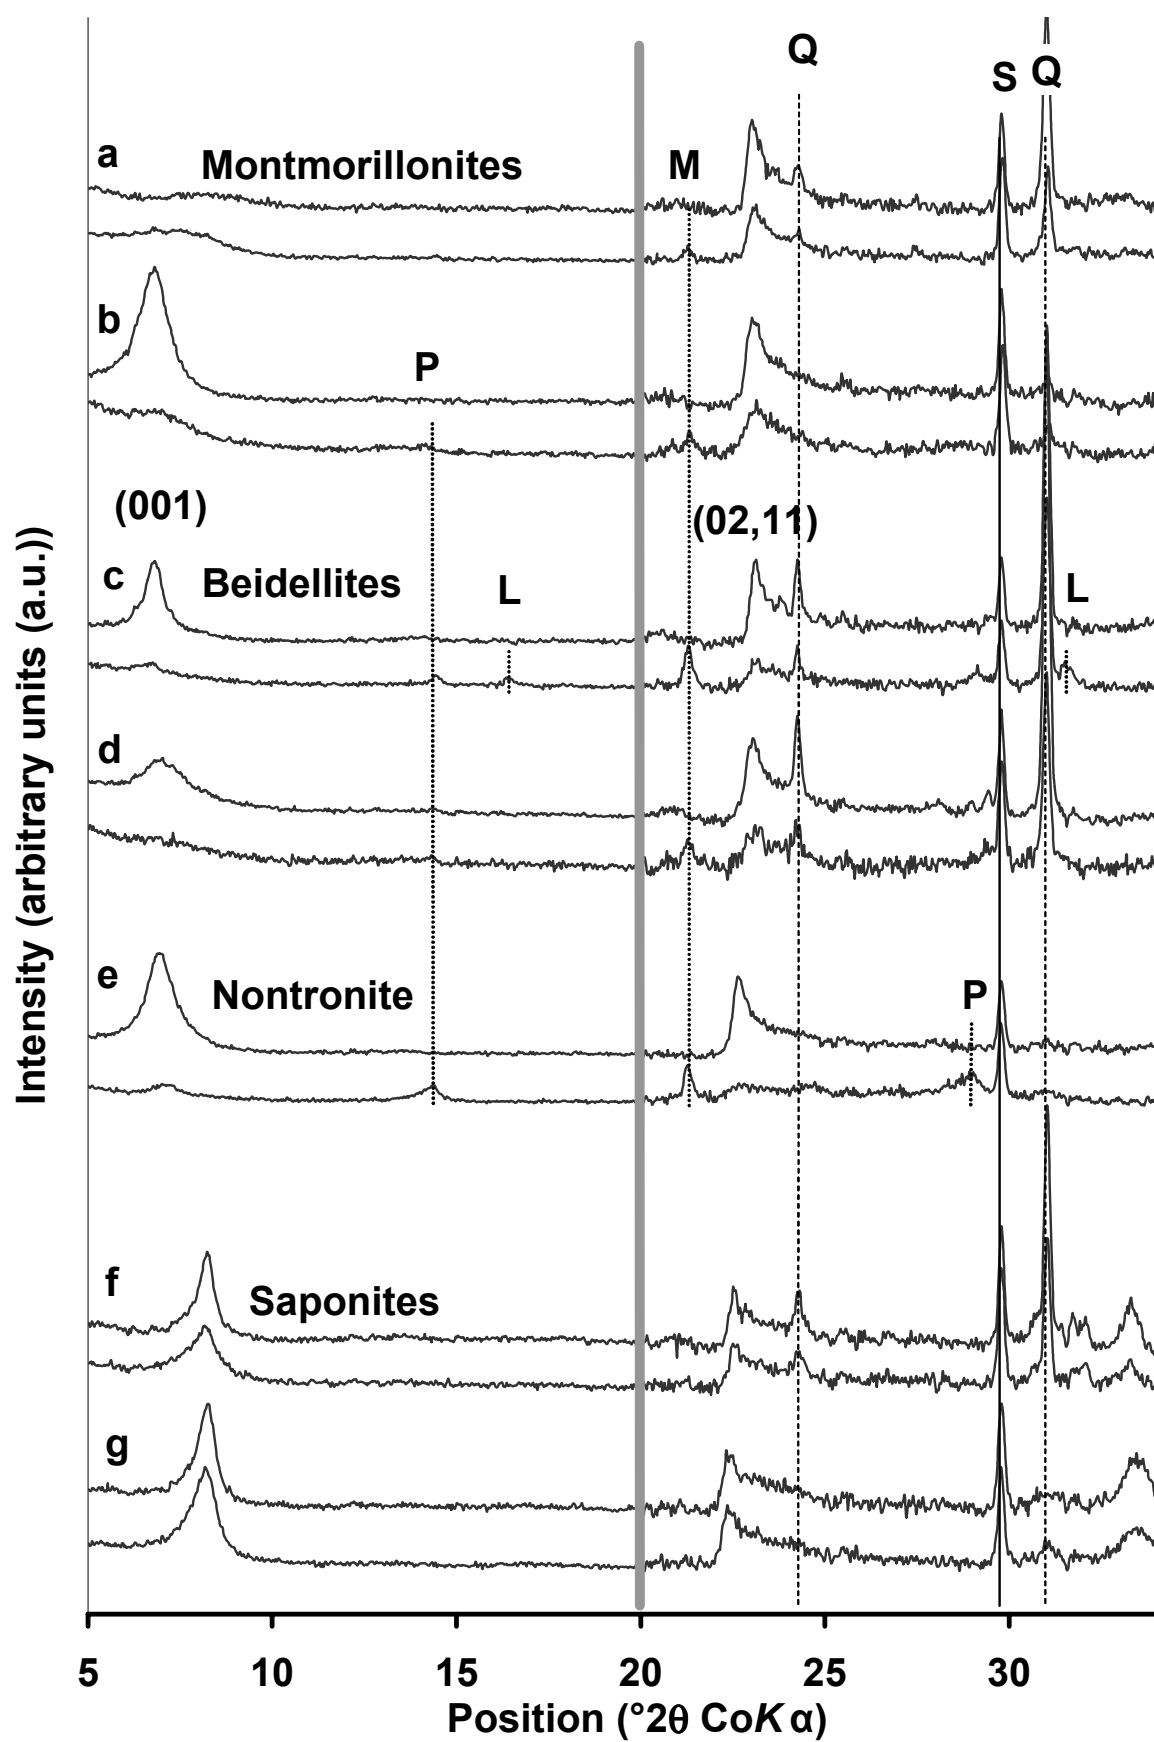 Q
S Q
a Montmorillonites M
b
P
(001) (02,11)
c Beidellites L L
d
e Nontronite P
f Saponites
g
Intensity (arbitrary units (a.u.))
5 10 15 20 25 30
Position (°2θ CoKα)